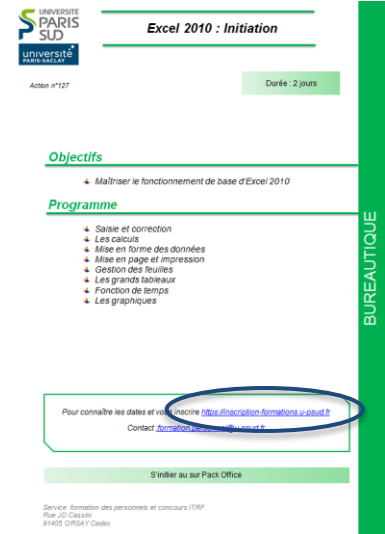 UNIVERSITÉ
PARIS
SUD
université
PARIS-SACLAY
Excel 2010 : Initiation
Action n°127
Durée : 2 jours
Objectifs
Maîtriser le fonctionnement de base d'Excel 2010
Programme
Saisie et correction
Les calculs
Mise en forme des données
Mise en page et impression
Gestion des feuilles
Les grands tableaux
Fonction de temps
Les graphiques
BUREAUTIQUE
Pour connaître les dates et vous inscrire https://inscription-formations.u-psud.fr
Contact :
S'initier au sur Pack Office
Service formation des personnels et concours ITRF
Rue JD Cassini
91405 ORSAY Cedex